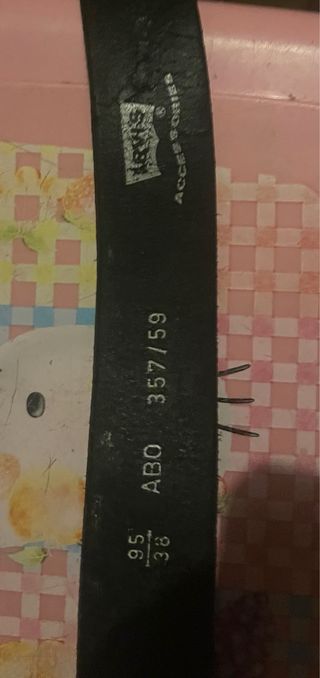 Levi's ®
ACCESSORIES
ABO 357/59
95
38